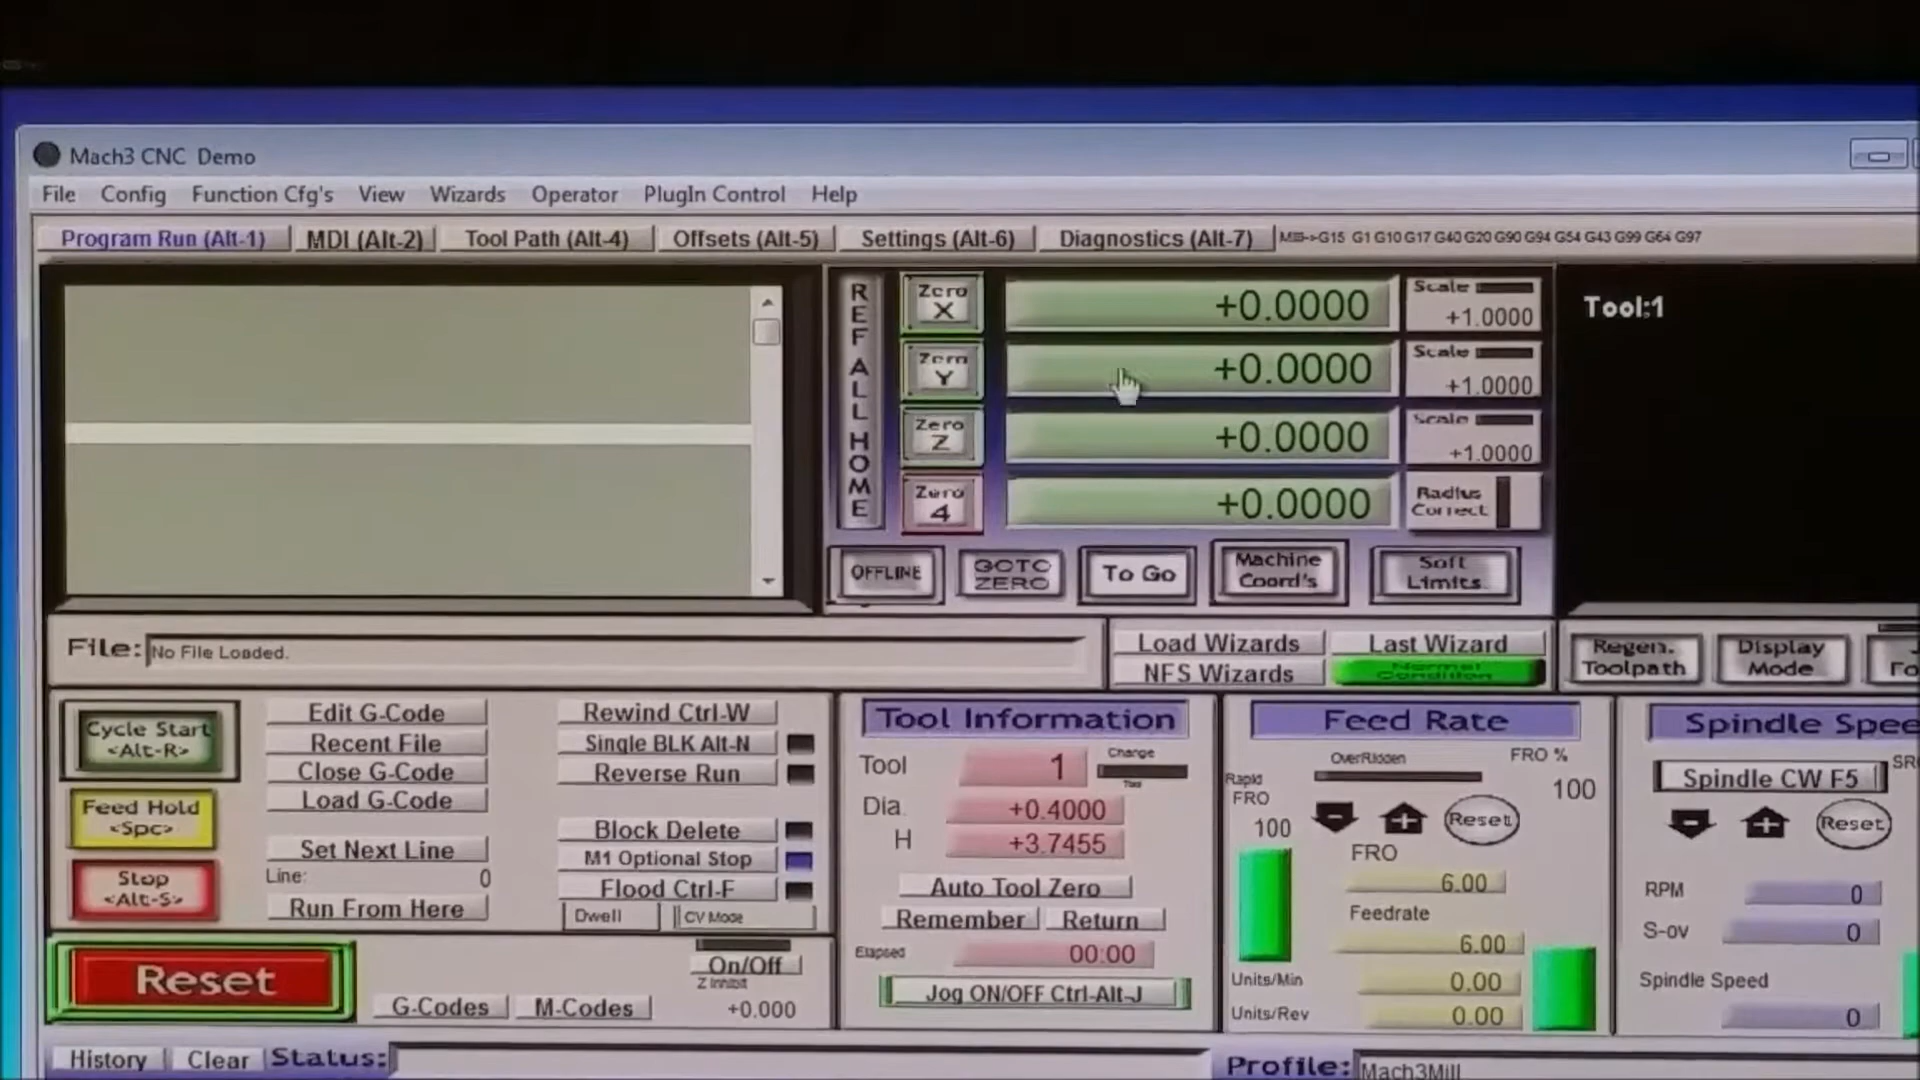 Mach3 CNC Demo
File Config Function Cfg's View Wizards Operator PlugIn Control Help
Program Run (Alt-1) MDI (Alt-2) Tool Path (Alt-4) Offsets (Alt-5) Settings (Alt-6) Diagnostics (Alt-7) Mill->G15 G1 G10 G17 G40 G20 G90 G94 G54 G43 G99 G64 G97
REF ALL HOME
Zero X +0.0000 Scale +1.0000
Tool:1
Zero Y +0.0000 Scale +1.0000
Zero Z +0.0000 Scale +1.0000
Zero 4 +0.0000 Radius Correct
OFFLINE GOTO ZERO To Go Machine Coord's Soft Limits
File: No File Loaded.
Load Wizards Last Wizard
NFS Wizards Normal Condition
Regen. Toolpath Display Mode
Cycle Start <Alt-R>
Feed Hold <Spc>
Stop <Alt-S>
Edit G-Code
Recent File
Close G-Code
Load G-Code
Set Next Line
Line: 0
Run From Here
Rewind Ctrl-W
Single BLK Alt-N
Reverse Run
Block Delete
M1 Optional Stop
Flood Ctrl-F
Dwell CV Mode
Reset
G-Codes M-Codes
On/Off
Z Inhibit
+0.000
Tool Information
Tool 1 Change Tool
Dia. +0.4000
H +3.7455
Auto Tool Zero
Remember Return
Elapsed 00:00
Jog ON/OFF Ctrl-Alt-J
Feed Rate
OverRidden FRO % 100
Rapid FRO 100
Reset
FRO
6.00
Feedrate
6.00
Units/Min 0.00
Units/Rev 0.00
Spindle Spee
Spindle CW F5
Reset
RPM 0
S-ov 0
Spindle Speed
0
History Clear Status:
Profile: Mach3Mill